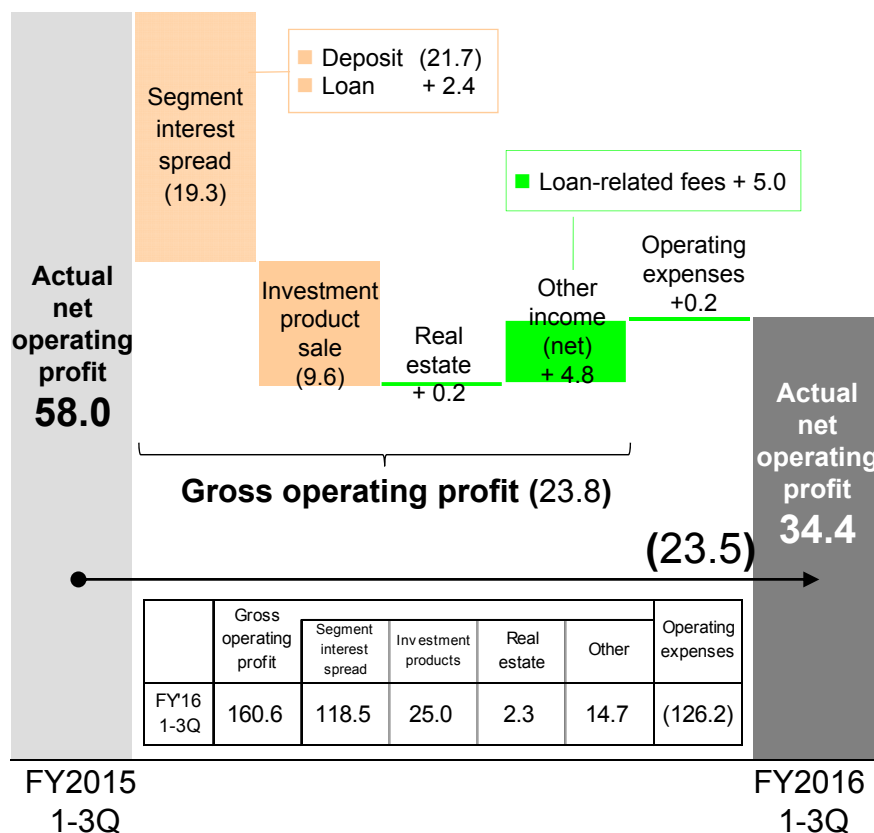 Deposit (21.7)
Loan + 2.4
Segment
interest
spread
(19.3)
Loan-related fees + 5.0
Actual
net
operating
profit
58.0
Investment
product
sale
(9.6)
Real
estate
+ 0.2
Other
income
(net)
+ 4.8
Operating
expenses
+0.2
Actual
net
operating
profit
34.4
Gross operating profit (23.8)
(23.5)
Gross operating profit Segment interest spread Investment products Real estate Other Operating expenses
FY'16 1-3Q 160.6 118.5 25.0 2.3 14.7 (126.2)
FY2015
1-3Q
FY2016
1-3Q